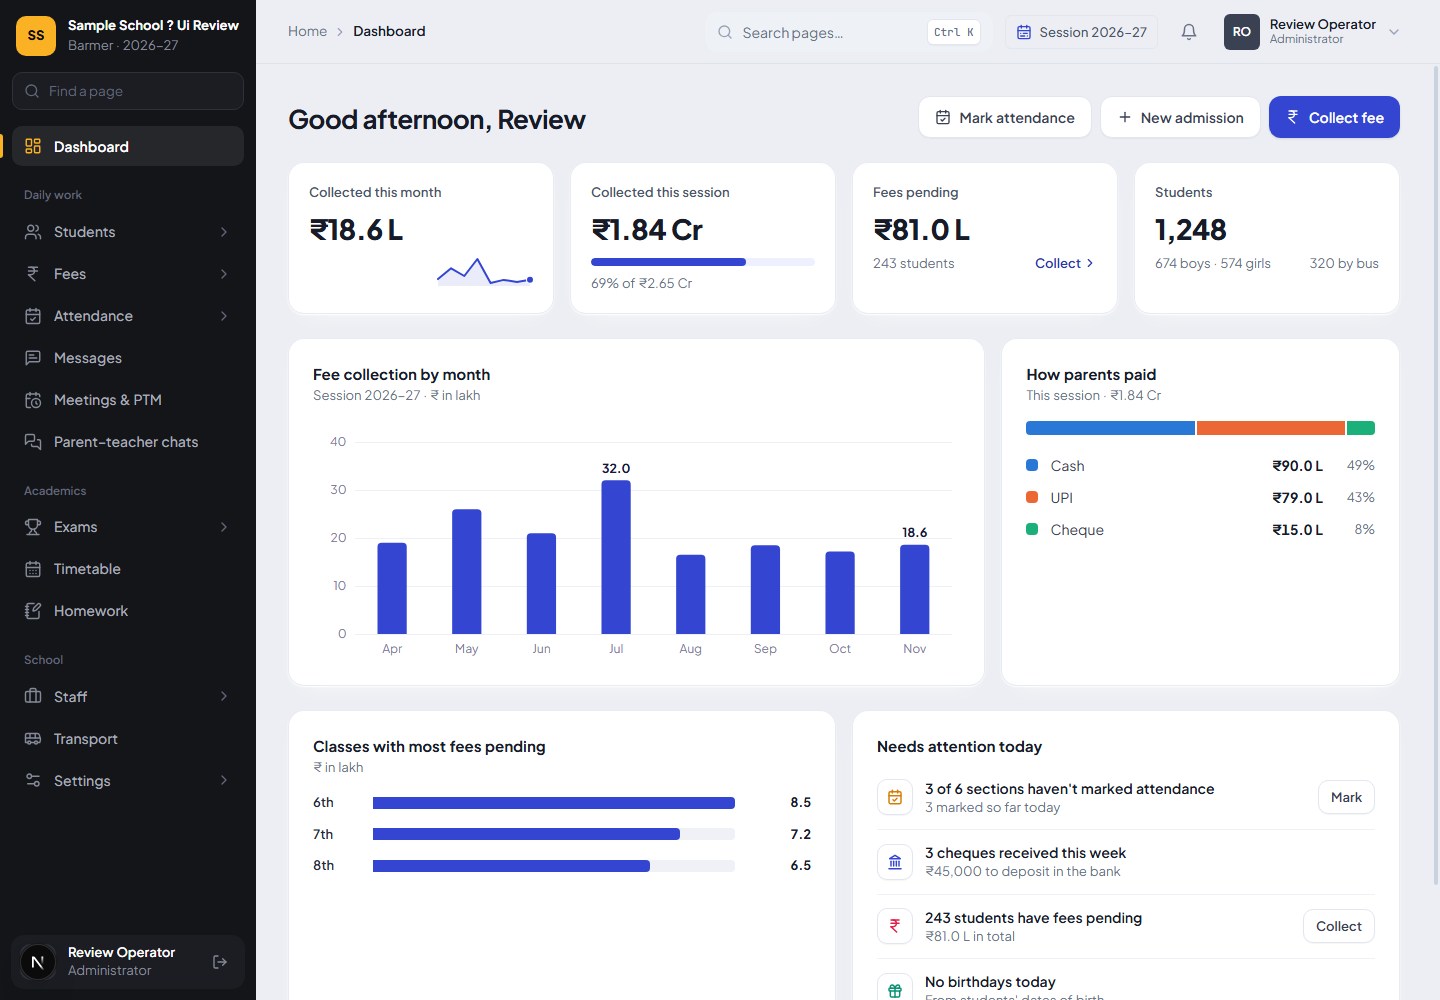 SS
Sample School ? Ui Review
Barmer · 2026–27
Find a page
Dashboard
Daily work
Students
Fees
Attendance
Messages
Meetings & PTM
Parent-teacher chats
Academics
Exams
Timetable
Homework
School
Staff
Transport
Settings
N
Review Operator
Administrator
Home
Dashboard
Search pages...
Ctrl K
Session 2026–27
RO
Review Operator
Administrator
Good afternoon, Review
Mark attendance
New admission
₹ Collect fee
Collected this month
₹18.6 L
Collected this session
₹1.84 Cr
69% of ₹2.65 Cr
Fees pending
₹81.0 L
243 students
Collect
Students
1,248
674 boys · 574 girls
320 by bus
Fee collection by month
Session 2026–27 · ₹ in lakh
40
30
20
10
0
32.0
18.6
Apr May Jun Jul Aug Sep Oct Nov
How parents paid
This session · ₹1.84 Cr
Cash ₹90.0 L 49%
UPI ₹79.0 L 43%
Cheque ₹15.0 L 8%
Classes with most fees pending
₹ in lakh
6th 8.5
7th 7.2
8th 6.5
Needs attention today
3 of 6 sections haven't marked attendance
3 marked so far today
Mark
3 cheques received this week
₹45,000 to deposit in the bank
₹
243 students have fees pending
₹81.0 L in total
Collect
No birthdays today
From students' dates of birth